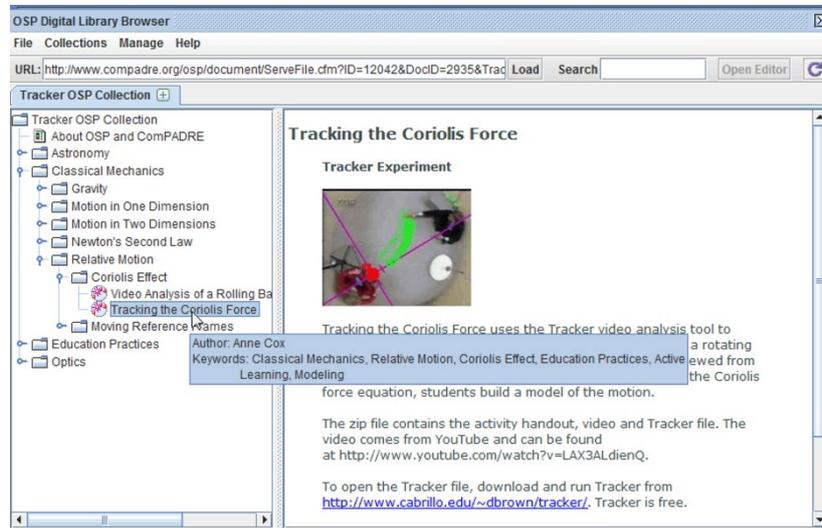 OSP Digital Library Browser
File Collections Manage Help
URL: http://www.compadre.org/osp/document/ServeFile.cfm?ID=12042&DocID=2935&Trac Load Search Open Editor
Tracker OSP Collection
Tracker OSP Collection
About OSP and ComPADRE
Astronomy
Classical Mechanics
Gravity
Motion in One Dimension
Motion in Two Dimensions
Newton's Second Law
Relative Motion
Coriolis Effect
Video Analysis of a Rolling Ba
Tracking the Coriolis Force
Moving Reference Frames
Education Practices
Optics
Author: Anne Cox
Keywords: Classical Mechanics, Relative Motion, Coriolis Effect, Education Practices, Active
Learning, Modeling
Tracking the Coriolis Force
Tracker Experiment
Tracking the Coriolis Force uses the Tracker video analysis tool to
a rotating
ewed from
the Coriolis
force equation, students build a model of the motion.
The zip file contains the activity handout, video and Tracker file. The
video comes from YouTube and can be found
at http://www.youtube.com/watch?v=LAX3ALdienQ.
To open the Tracker file, download and run Tracker from
http://www.cabrillo.edu/~dbrown/tracker/. Tracker is free.